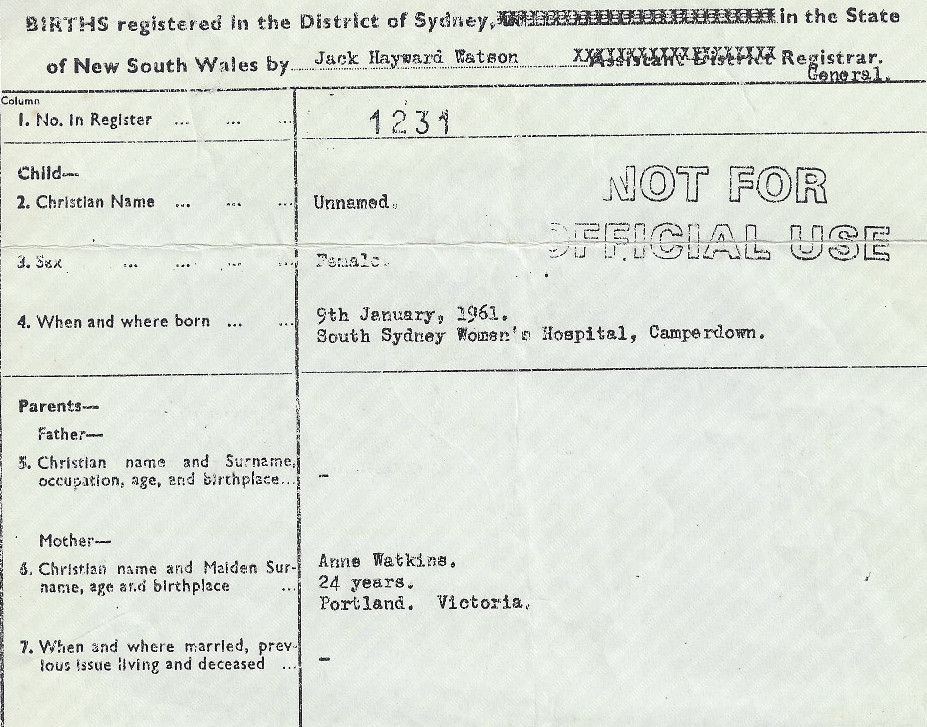 BIRTHS registered in the District of Sydney, in the State
of New South Wales by Jack Hayward Watson Assistant District Registrar.
General.
Column
1. No. in Register ... ... ...
1231
Child—
2. Christian Name ... ... ...
Unnamed.
NOT FOR
OFFICIAL USE
3. Sex ... ... ... ...
Female.
4. When and where born ... ...
9th January, 1961.
South Sydney Women's Hospital, Camperdown.
Parents—
Father—
5. Christian name and Surname,
occupation, age, and birthplace...
–
Mother—
6. Christian name and Maiden Sur-
name, age and birthplace ...
Anne Watkins.
24 years.
Portland. Victoria.
7. When and where married, prev-
ious issue living and deceased ...
–